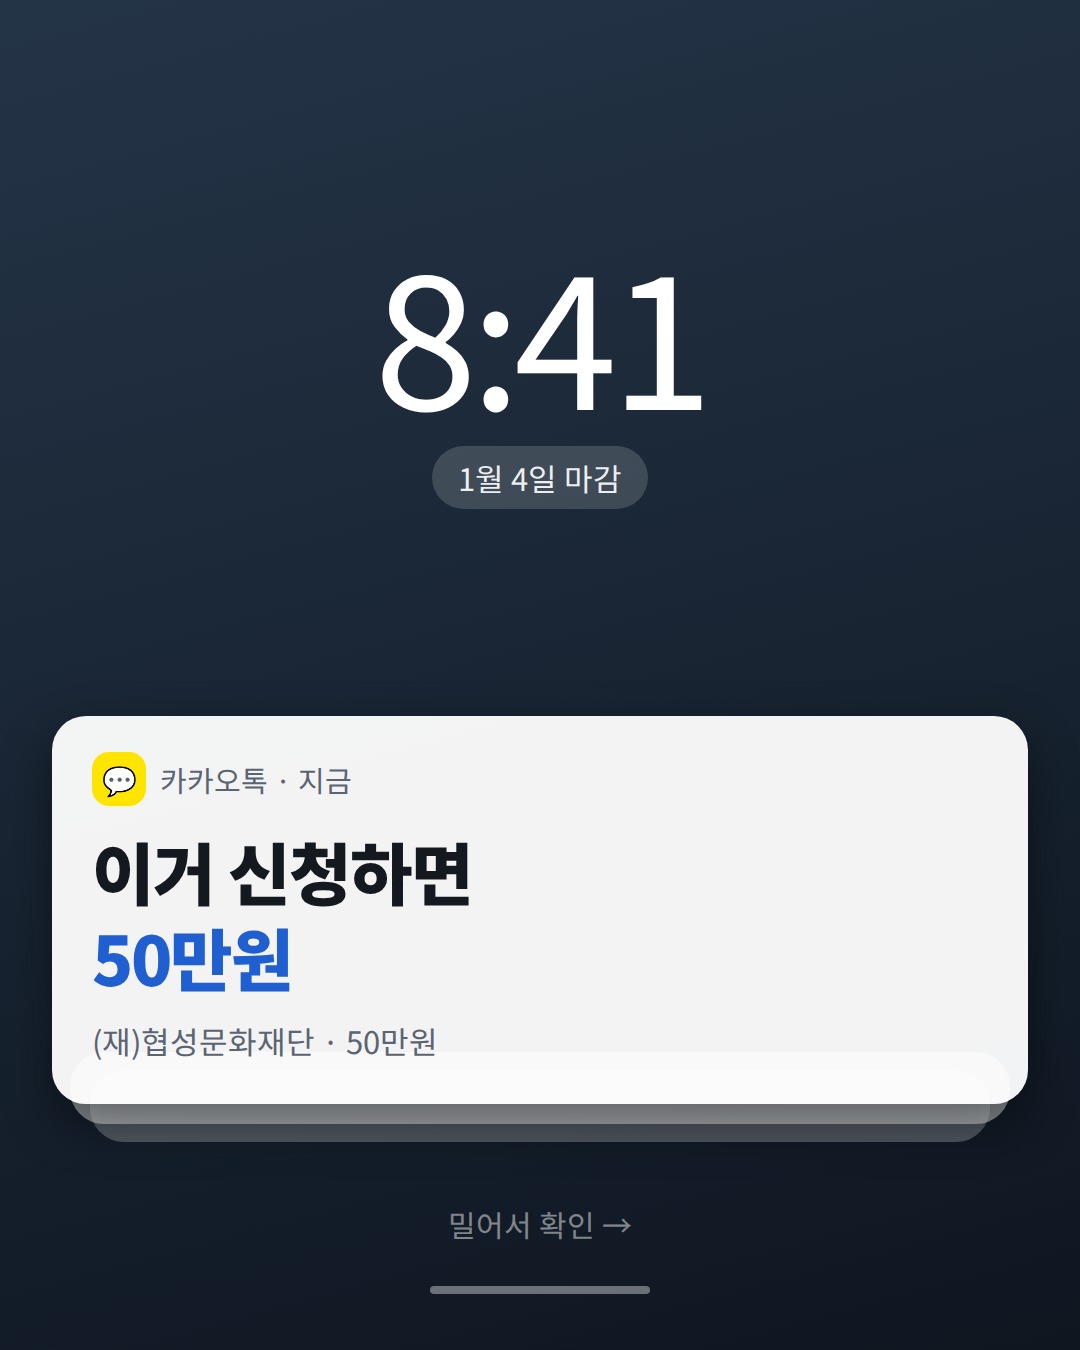 8:41
1월 4일 마감
카카오톡 · 지금
이거 신청하면
50만원
(재)협성문화재단 · 50만원
밀어서 확인 →